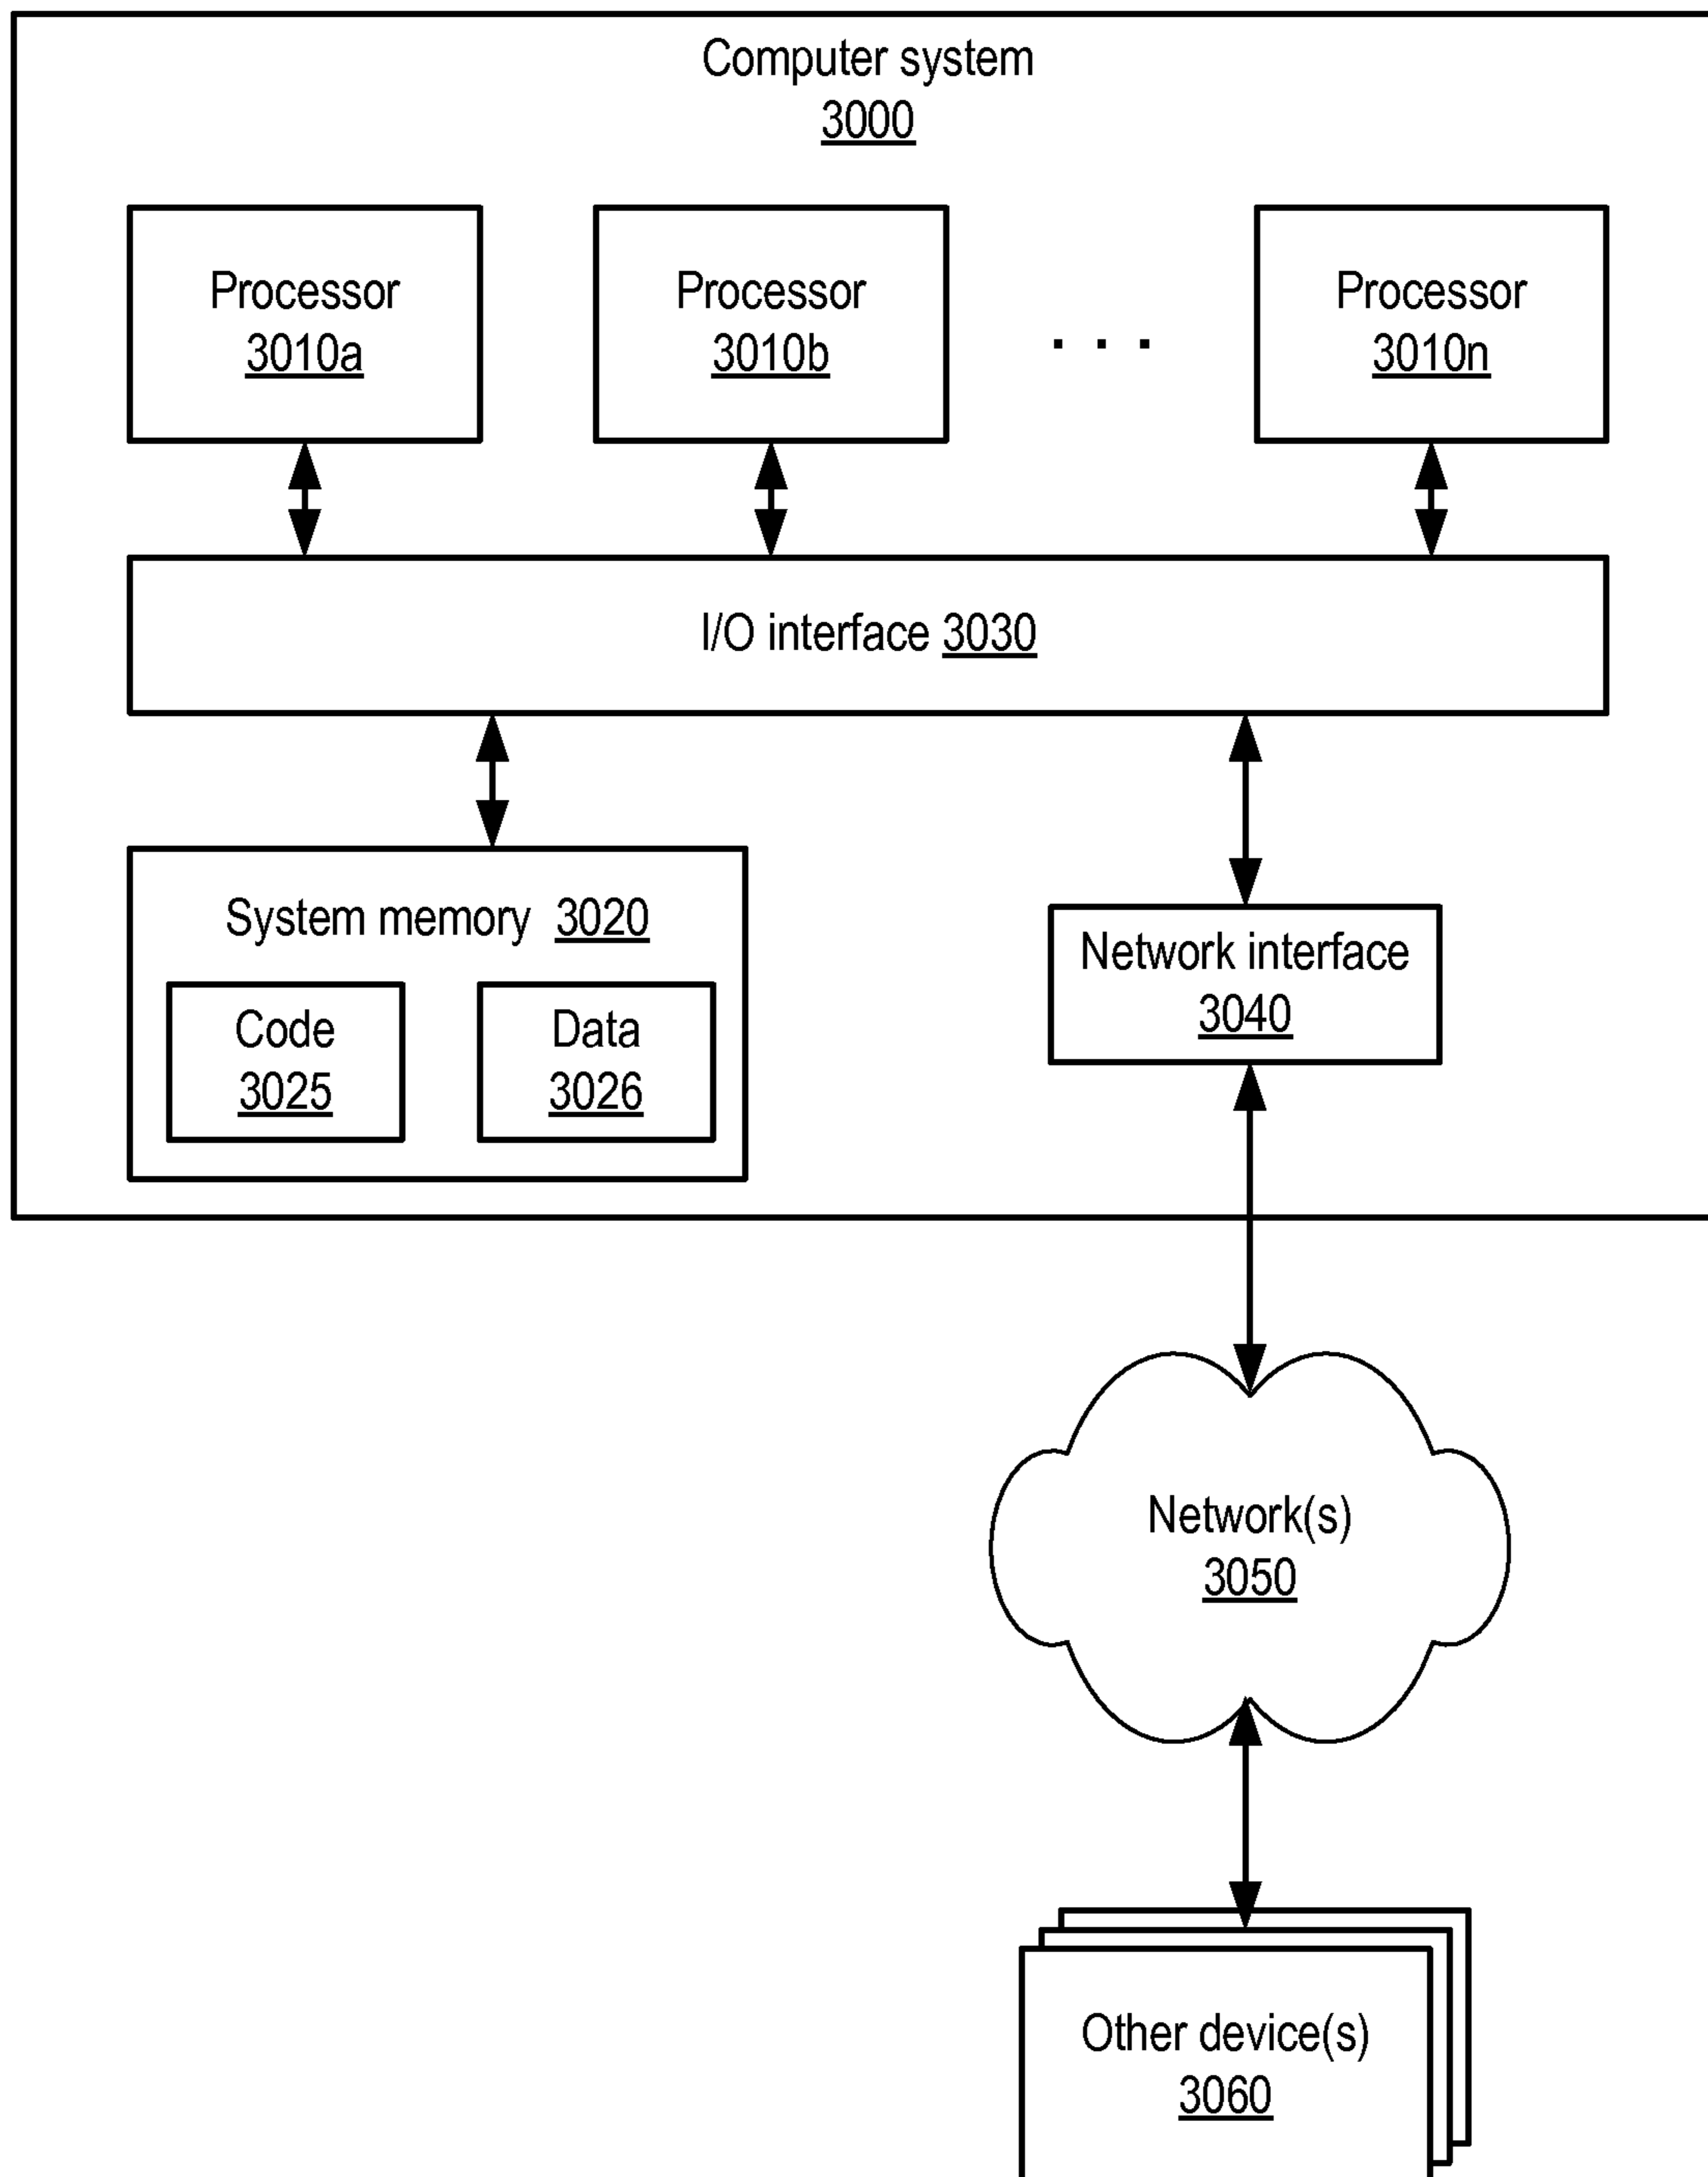 Computer system
3000
Processor
3010a
Processor
3010b
. . .
Processor
3010n
I/O interface 3030
System memory 3020
Code
3025
Data
3026
Network interface
3040
Network(s)
3050
Other device(s)
3060